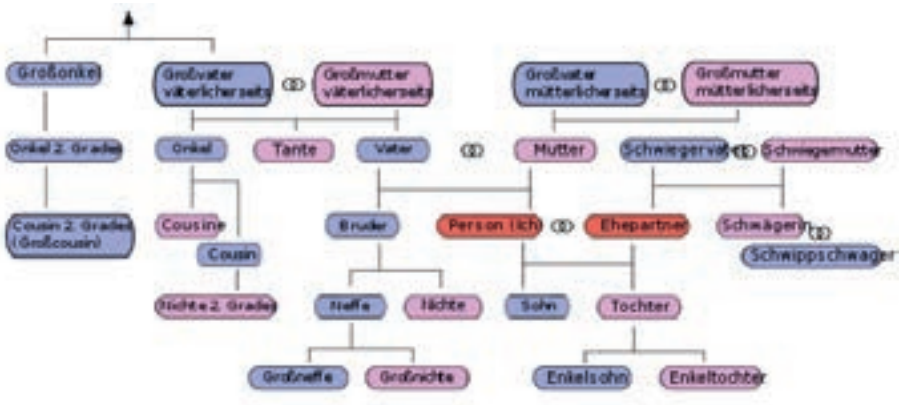 Großonkel
Großvater
väterlicherseits
Großmutter
väterlicherseits
Großvater
mütterlicherseits
Großmutter
mütterlicherseits
Onkel 2. Grades
Onkel
Tante
Vater
Mutter
Schwiegervater
Schwiegermutter
Cousin 2. Grades
(Großcousin)
Cousine
Cousin
Bruder
Person (ich)
Ehepartner
Schwägerin
Schwippschwager
Nichte 2. Grades
Neffe
Nichte
Sohn
Tochter
Großneffe
Großnichte
Enkelsohn
Enkeltochter